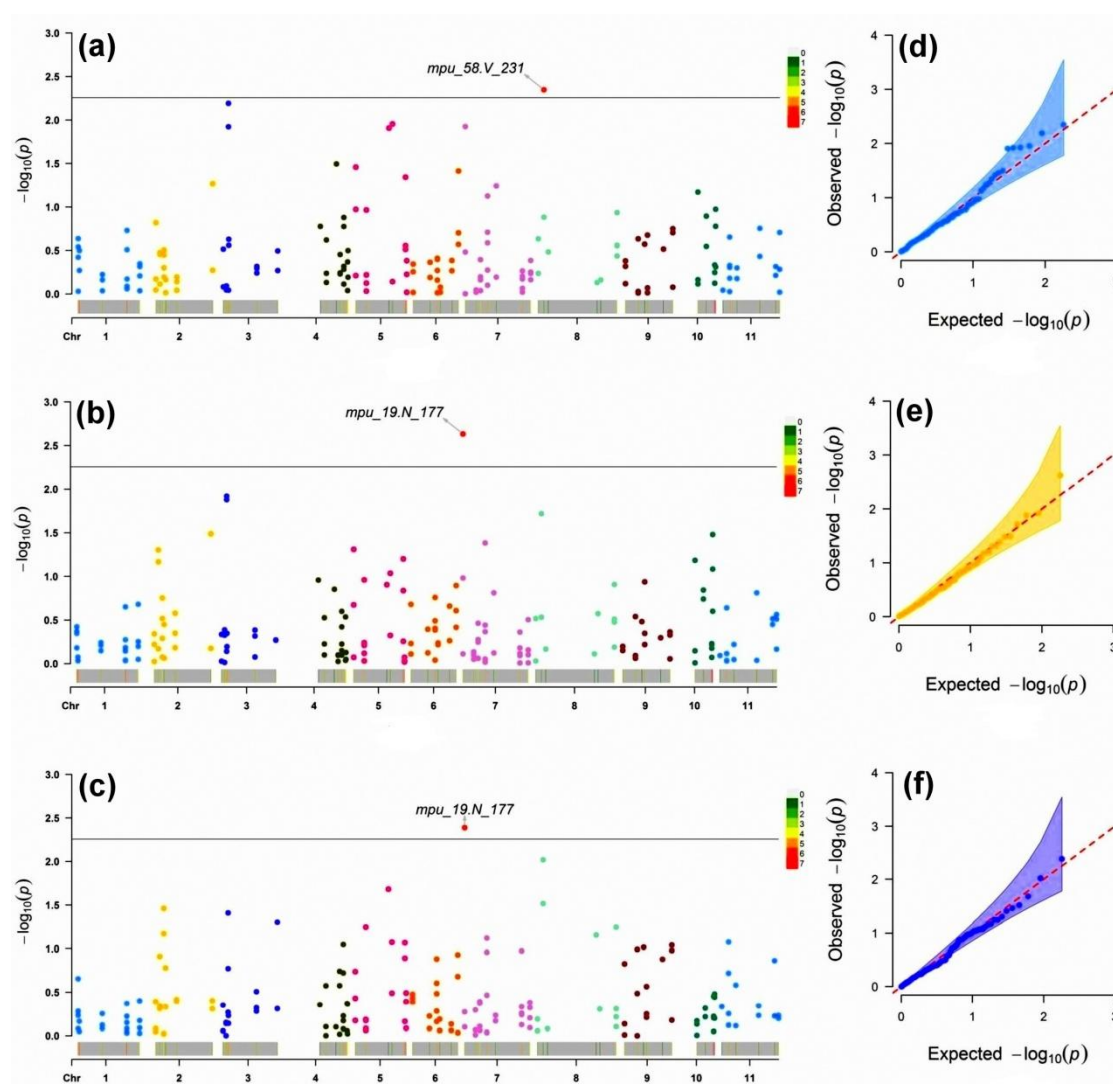 (a)
3.0
2.5
2.0
1.5
1.0
0.5
0.0
−log10(p)
mpu_58.V_231
0
1
2
3
4
5
6
7
Chr 1 2 3 4 5 6 7 8 9 10 11
(d)
4
3
2
1
0
Observed −log10(p)
0 1 2 3
Expected −log10(p)
(b)
3.0
2.5
2.0
1.5
1.0
0.5
0.0
−log10(p)
mpu_19.N_177
0
1
2
3
4
5
6
7
Chr 1 2 3 4 5 6 7 8 9 10 11
(e)
4
3
2
1
0
Observed −log10(p)
0 1 2 3
Expected −log10(p)
(c)
3.0
2.5
2.0
1.5
1.0
0.5
0.0
−log10(p)
mpu_19.N_177
0
1
2
3
4
5
6
7
Chr 1 2 3 4 5 6 7 8 9 10 11
(f)
4
3
2
1
0
Observed −log10(p)
0 1 2 3
Expected −log10(p)